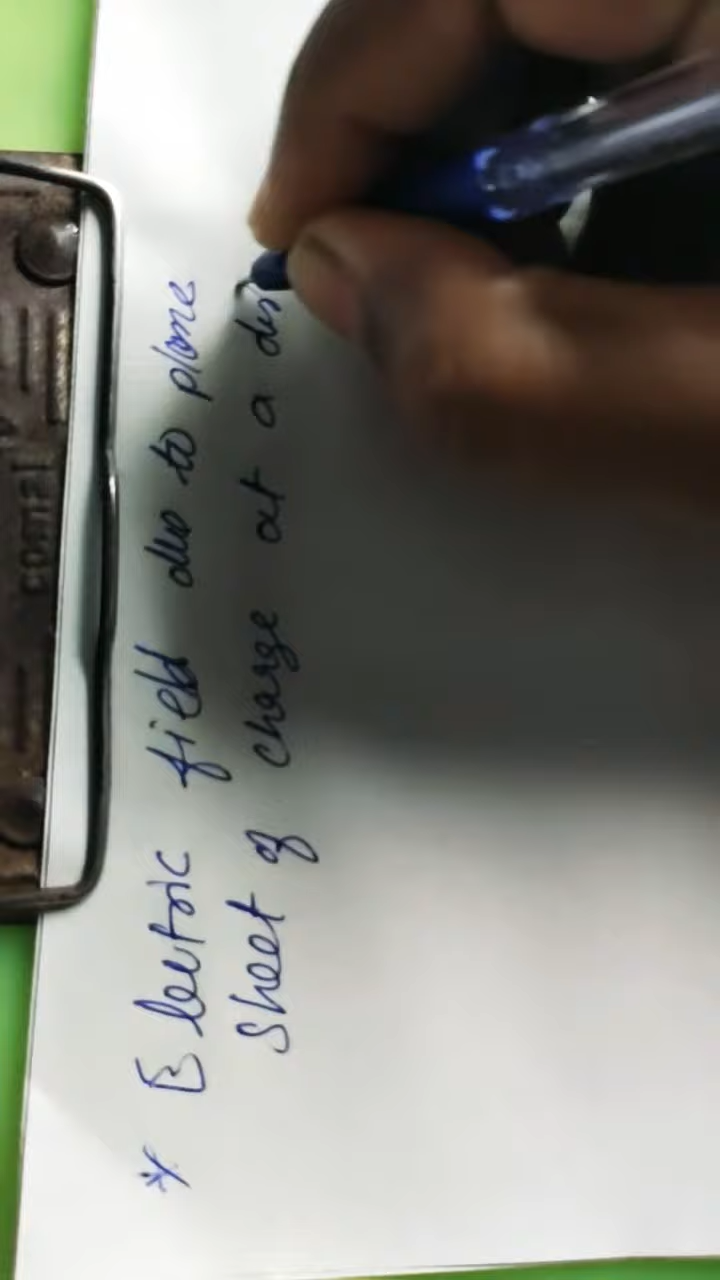 * Electric field due to plane
sheet of charge at a dis